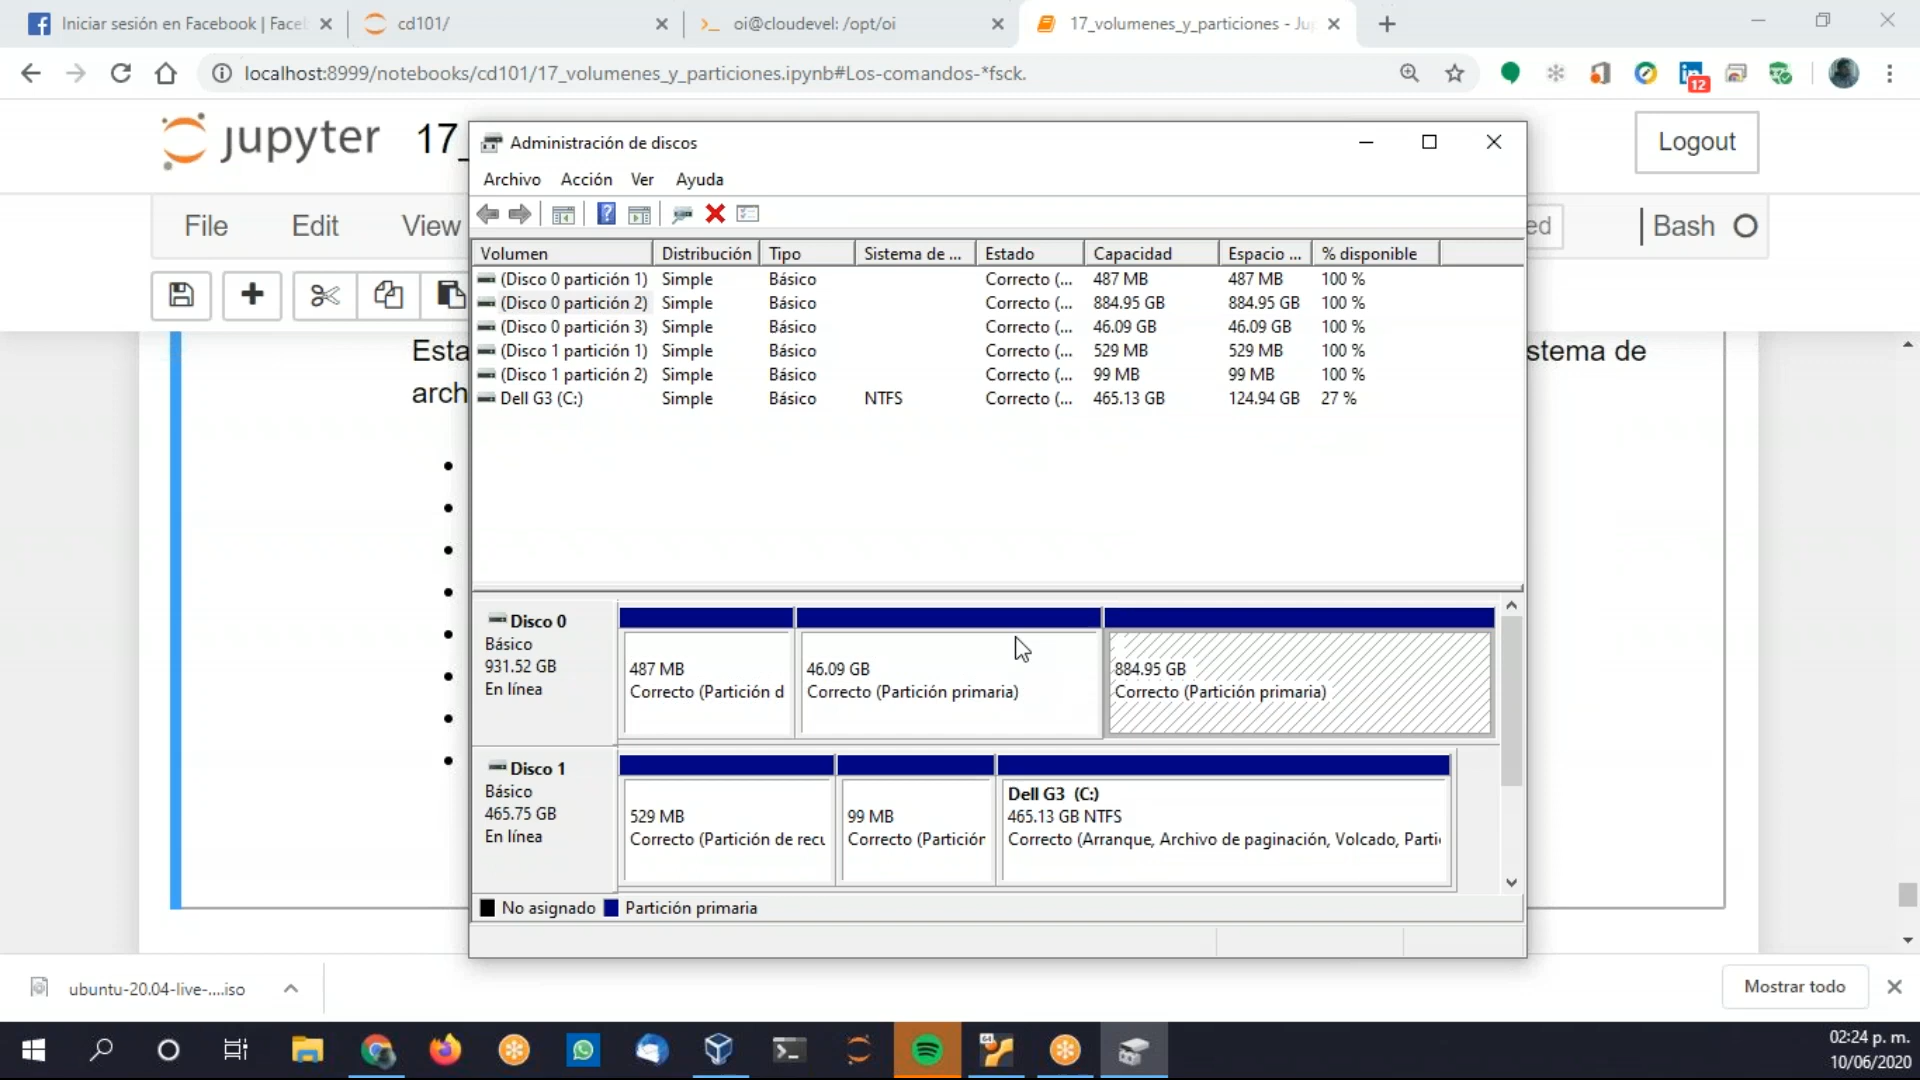 Iniciar sesión en Facebook | Face
cd101/
oi@cloudevel: /opt/oi
17_volumenes_y_particiones - Ju
localhost:8999/notebooks/cd101/17_volumenes_y_particiones.ipynb#Los-comandos-*fsck.
12
jupyter
17_
Logout
File
Edit
View
ed
Bash
Esta
stema de
arch
Administración de discos
Archivo
Acción
Ver
Ayuda
Volumen Distribución Tipo Sistema de ... Estado Capacidad Espacio ... % disponible
(Disco 0 partición 1) Simple Básico Correcto (... 487 MB 487 MB 100 %
(Disco 0 partición 2) Simple Básico Correcto (... 884.95 GB 884.95 GB 100 %
(Disco 0 partición 3) Simple Básico Correcto (... 46.09 GB 46.09 GB 100 %
(Disco 1 partición 1) Simple Básico Correcto (... 529 MB 529 MB 100 %
(Disco 1 partición 2) Simple Básico Correcto (... 99 MB 99 MB 100 %
Dell G3 (C:) Simple Básico NTFS Correcto (... 465.13 GB 124.94 GB 27 %
Disco 0
Básico
931.52 GB
En línea
487 MB
Correcto (Partición d
46.09 GB
Correcto (Partición primaria)
884.95 GB
Correcto (Partición primaria)
Disco 1
Básico
465.75 GB
En línea
529 MB
Correcto (Partición de recu
99 MB
Correcto (Partición
Dell G3 (C:)
465.13 GB NTFS
Correcto (Arranque, Archivo de paginación, Volcado, Parti
No asignado
Partición primaria
ubuntu-20.04-live-....iso
Mostrar todo
64
02:24 p. m.
10/06/2020